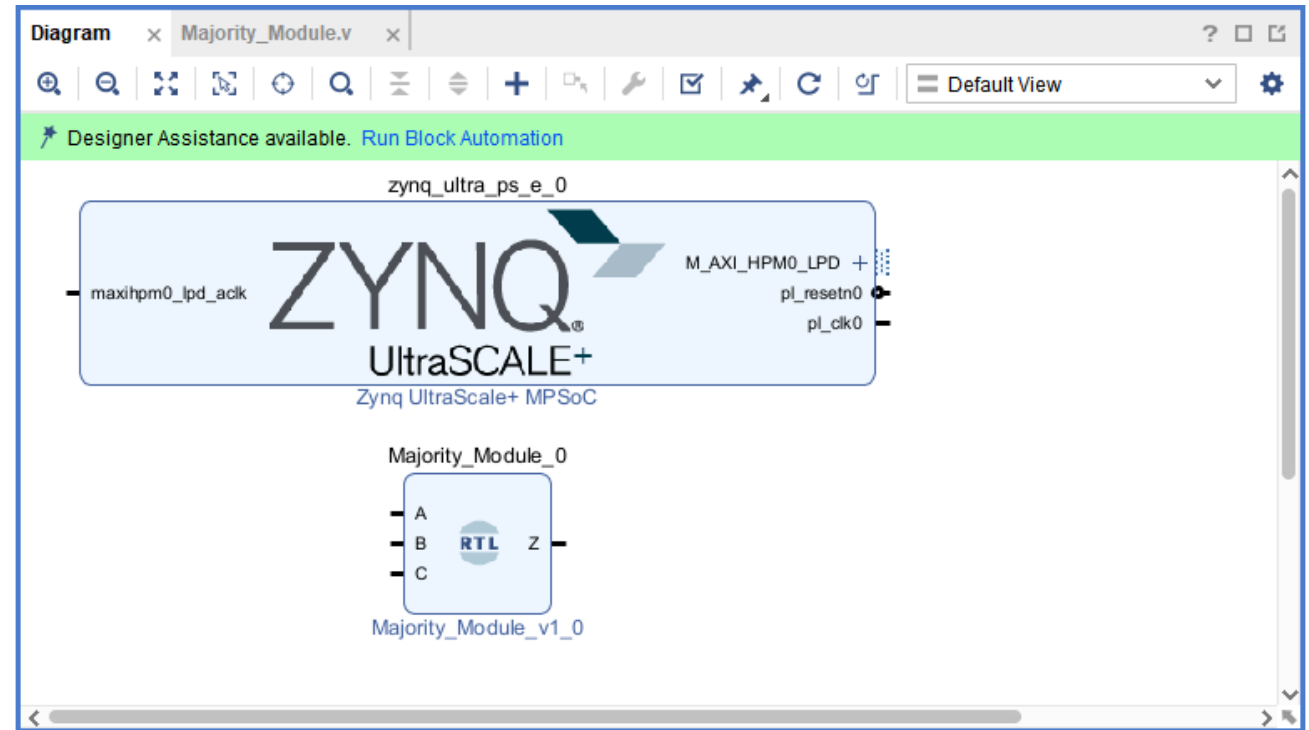 Diagram × Majority_Module.v ×
?
Default View
Designer Assistance available. Run Block Automation
zynq_ultra_ps_e_0
maxihpm0_lpd_aclk
ZYNQ®
UltraSCALE+
M_AXI_HPM0_LPD +
pl_resetn0
pl_clk0
Zynq UltraScale+ MPSoC
Majority_Module_0
A
B RTL Z
C
Majority_Module_v1_0